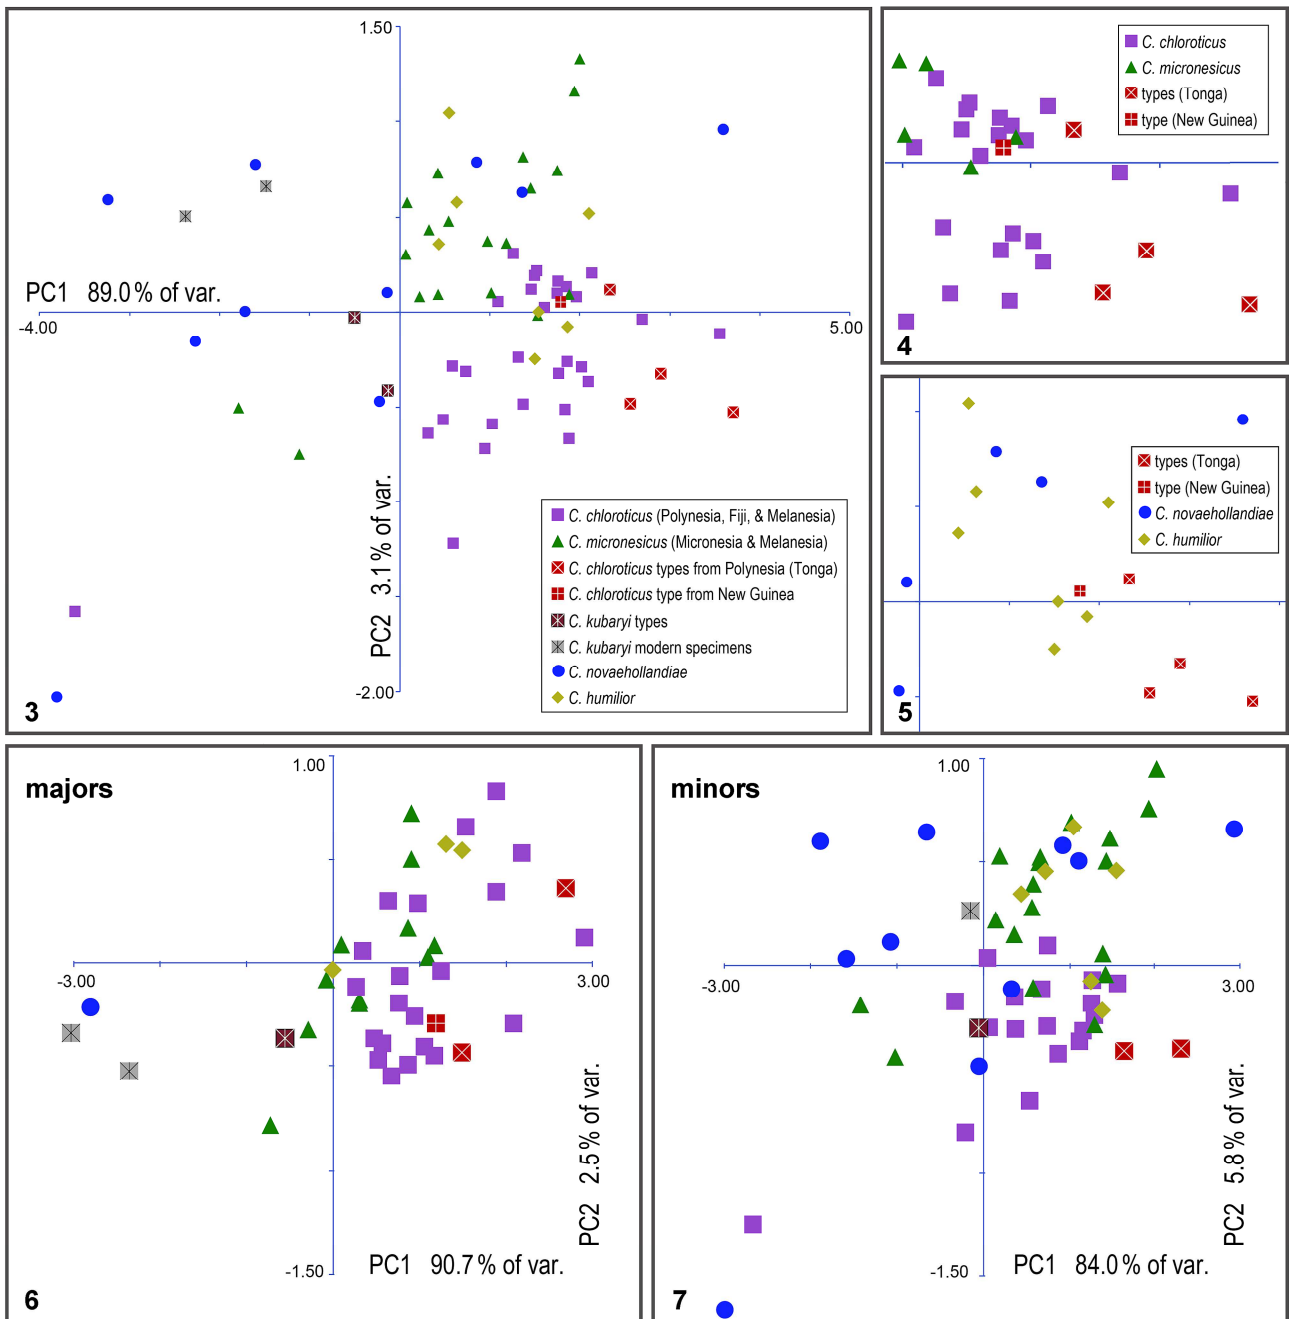 1.50
PC1 89.0% of var.
-4.00
5.00
PC2 3.1% of var.
-2.00
C. chloroticus (Polynesia, Fiji, & Melanesia)
C. micronesicus (Micronesia & Melanesia)
C. chloroticus types from Polynesia (Tonga)
C. chloroticus type from New Guinea
C. kubaryi types
C. kubaryi modern specimens
C. novaehollandiae
C. humilior
3
C. chloroticus
C. micronesicus
types (Tonga)
type (New Guinea)
4
types (Tonga)
type (New Guinea)
C. novaehollandiae
C. humilior
5
majors
1.00
-3.00
3.00
PC2 2.5% of var.
PC1 90.7% of var.
-1.50
6
minors
1.00
-3.00
3.00
PC2 5.8% of var.
-1.50
PC1 84.0% of var.
7